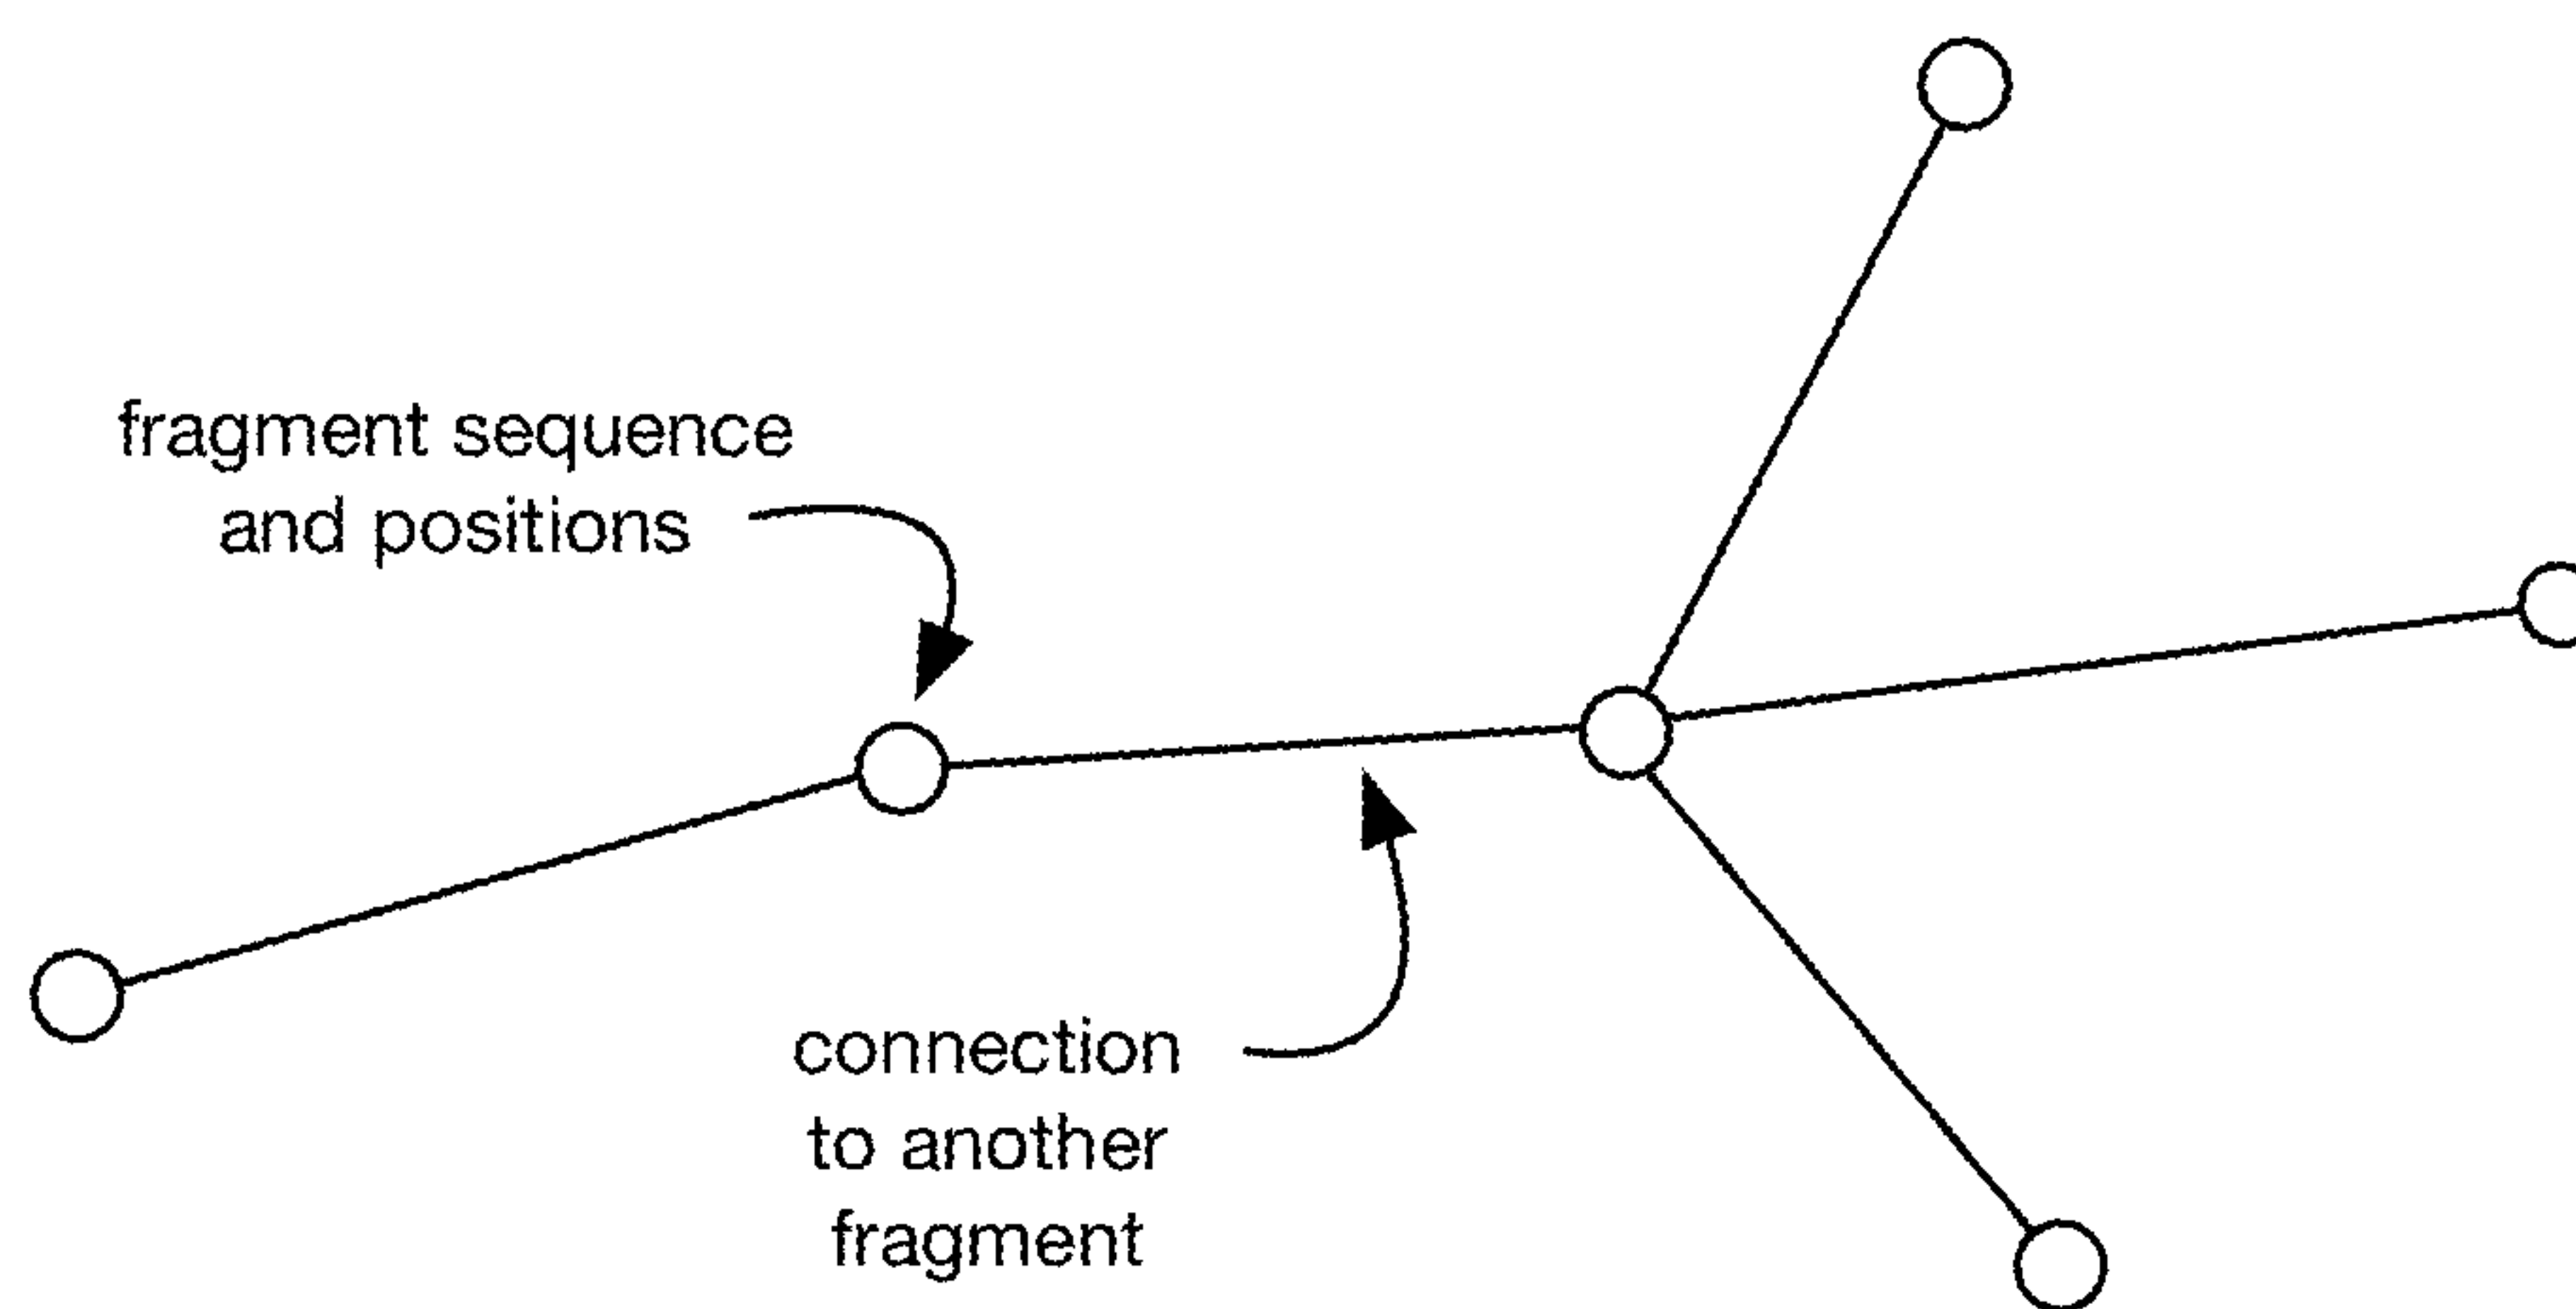 fragment sequence
and positions
connection
to another
fragment